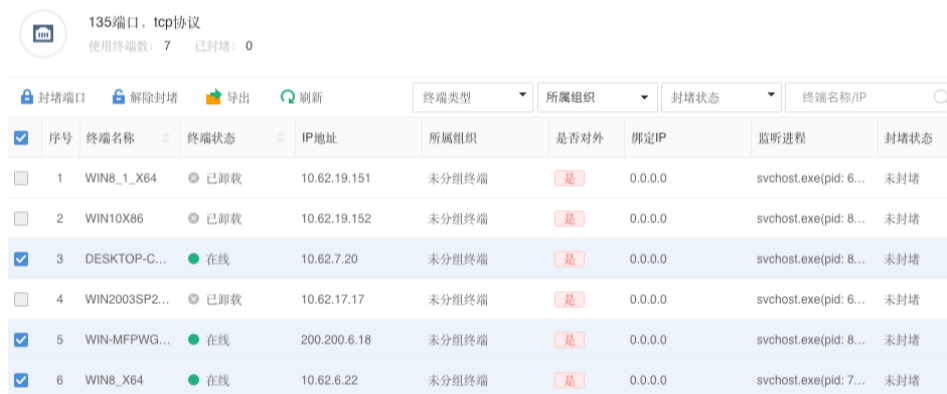 135端口、tcp协议
使用终端数: 7 已封堵: 0
封堵端口 解除封堵 导出 刷新 终端类型 所属组织 封堵状态 终端名称/IP
序号 终端名称 终端状态 IP地址 所属组织 是否对外 绑定IP 监听进程 封堵状态
1 WIN8_1_X64 已卸载 10.62.19.151 未分组终端 是 0.0.0.0 svchost.exe(pid: 6... 未封堵
2 WIN10X86 已卸载 10.62.19.152 未分组终端 是 0.0.0.0 svchost.exe(pid: 8... 未封堵
3 DESKTOP-C... 在线 10.62.7.20 未分组终端 是 0.0.0.0 svchost.exe(pid: 8... 未封堵
4 WIN2003SP2... 已卸载 10.62.17.17 未分组终端 是 0.0.0.0 svchost.exe(pid: 6... 未封堵
5 WIN-MFPWG... 在线 200.200.6.18 未分组终端 是 0.0.0.0 svchost.exe(pid: 8... 未封堵
6 WIN8_X64 在线 10.62.6.22 未分组终端 是 0.0.0.0 svchost.exe(pid: 7... 未封堵